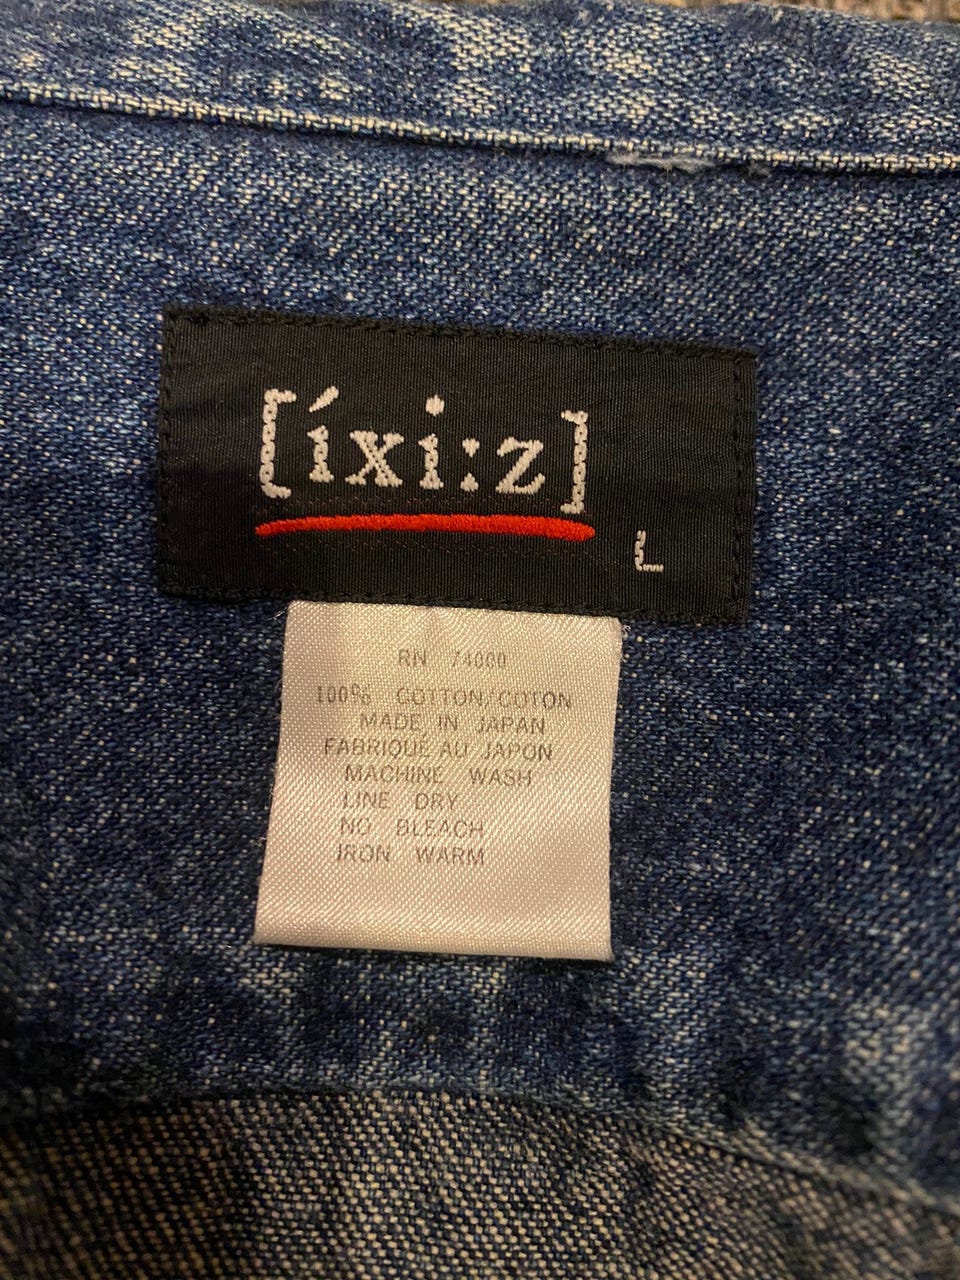 [íxi:z]
L
RN 74000
100% COTTON/COTON
MADE IN JAPAN
FABRIQUÉ AU JAPON
MACHINE WASH
LINE DRY
NO BLEACH
IRON WARM